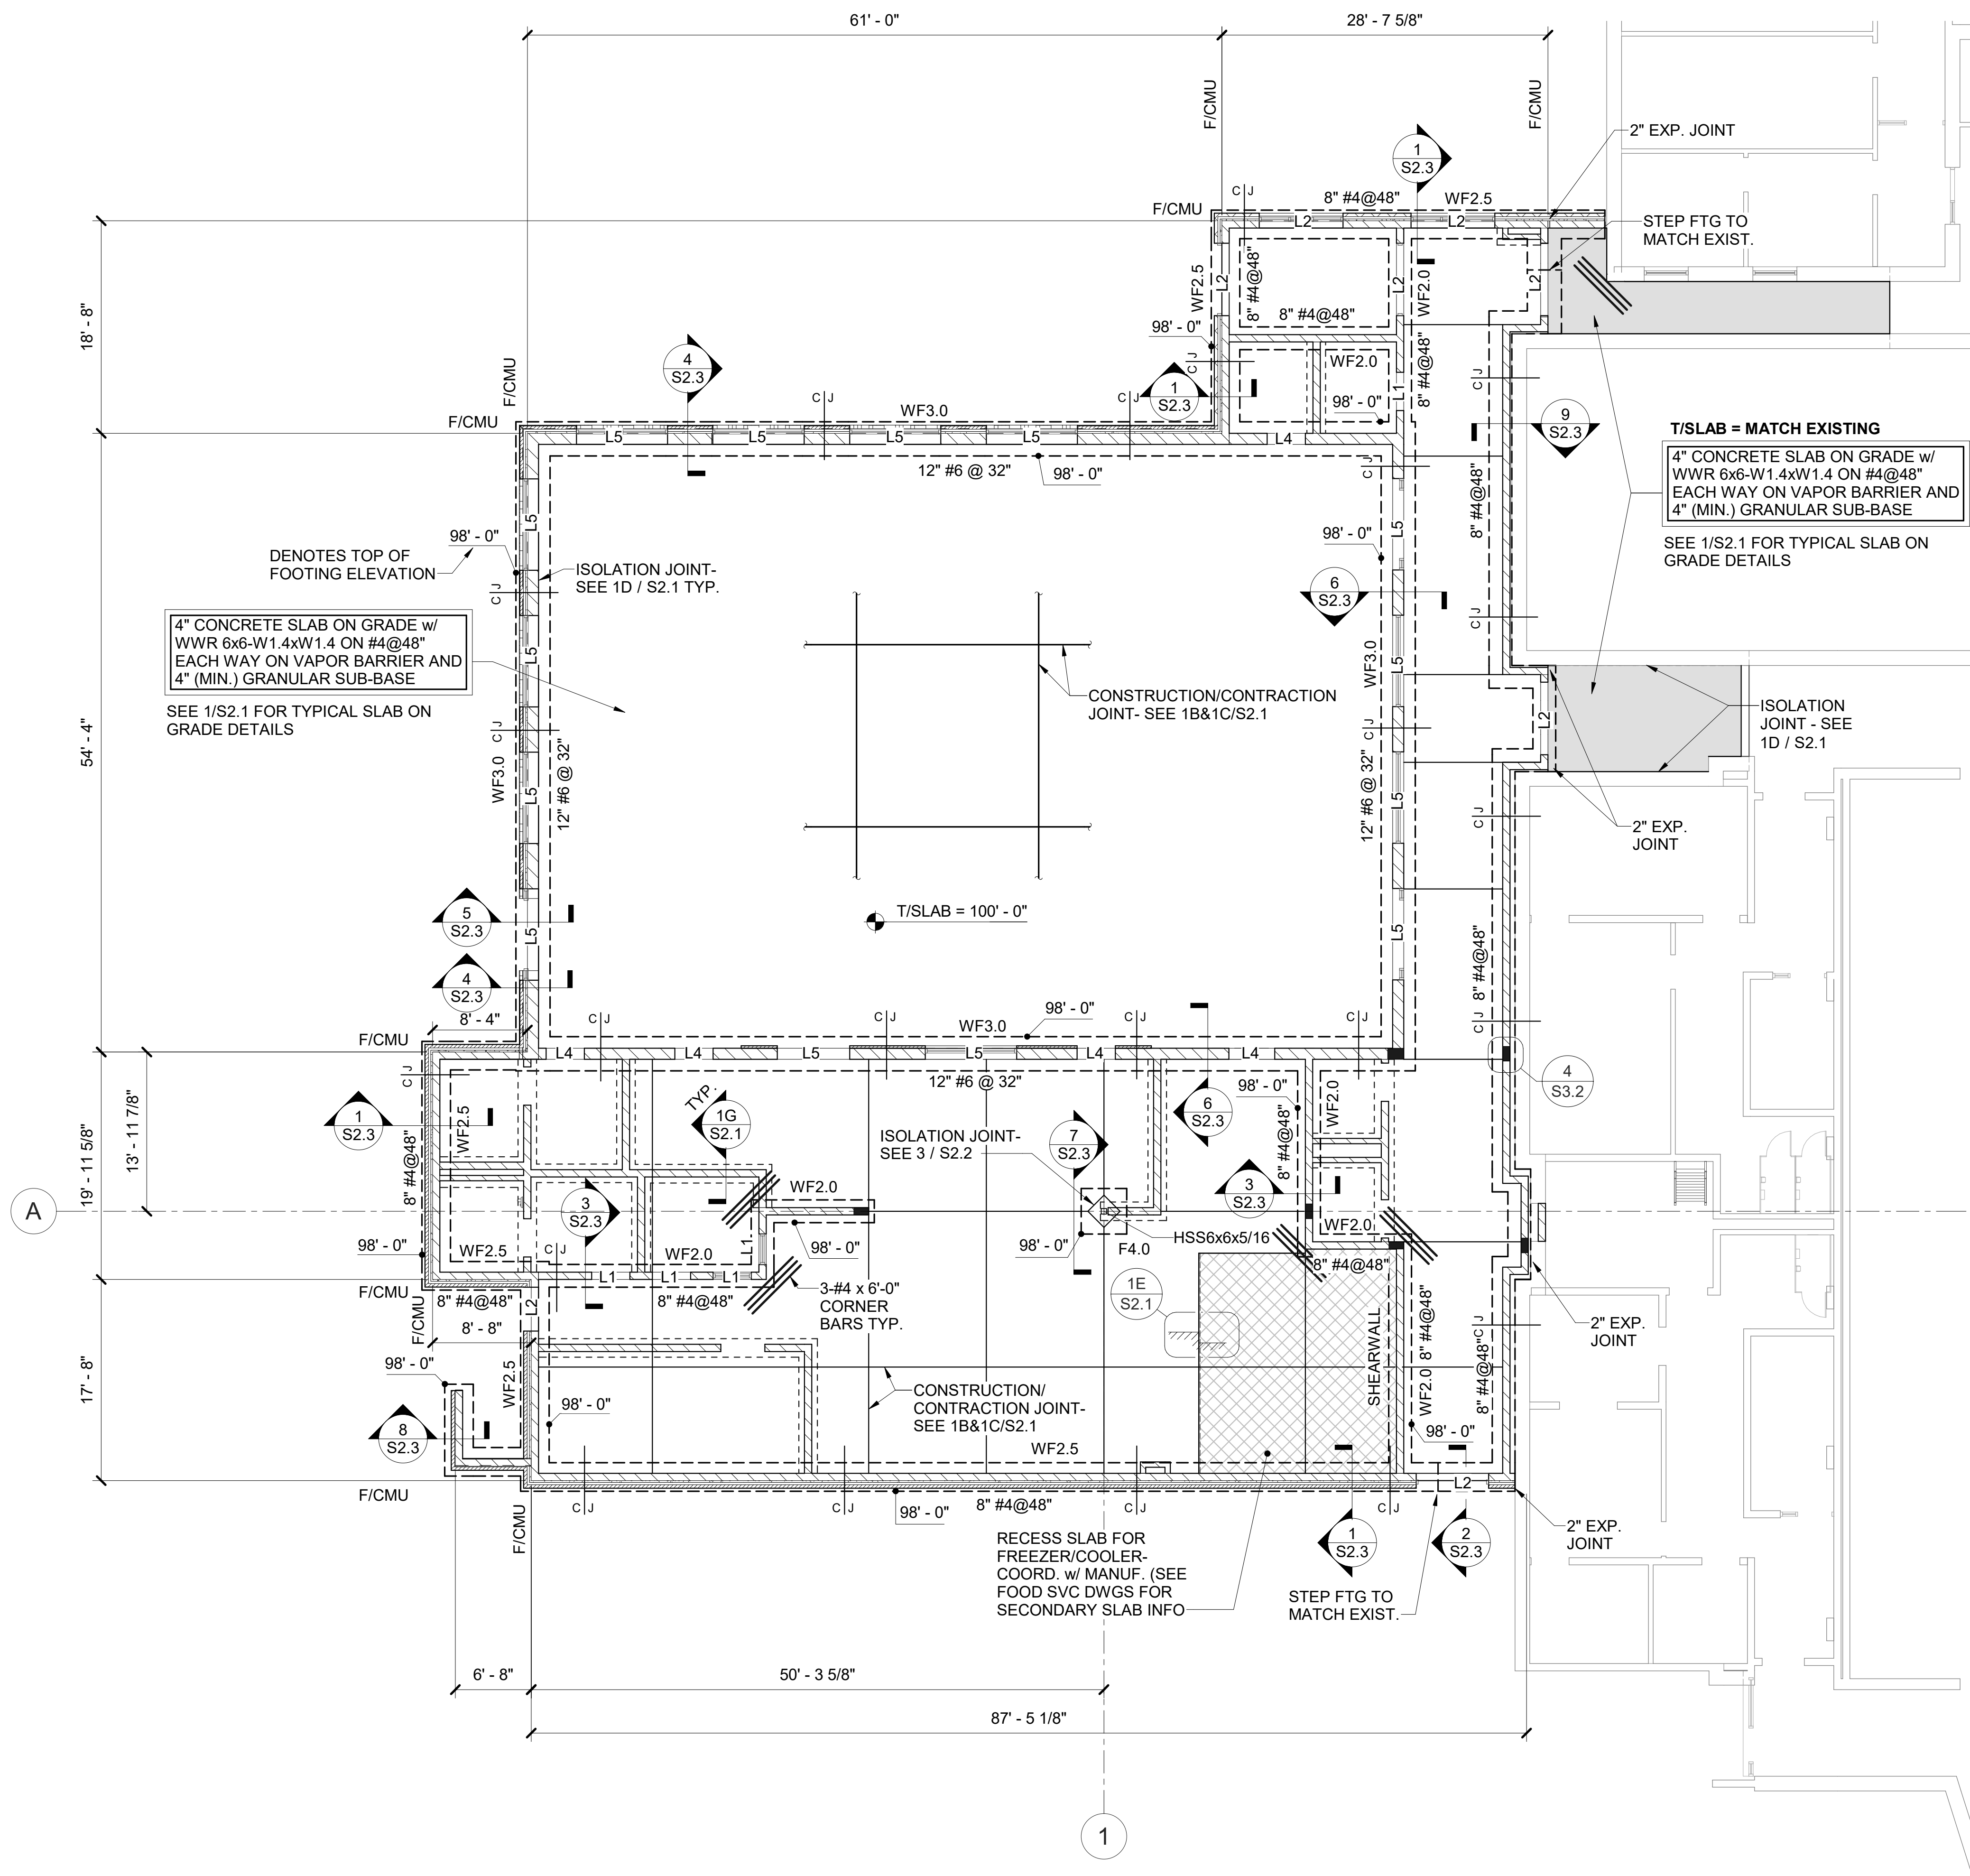 61' - 0"
28' - 7 5/8"
F/CMU
F/CMU
2" EXP. JOINT
1
S2.3
C J
8" #4@48"
WF2.5
F/CMU
L2
L2
STEP FTG TO
MATCH EXIST.
18' - 8"
WF2.5
L2
8" #4@48"
L2
WF2.0
L2
8" #4@48"
98' - 0"
C J
WF2.0
8" #4@48"
L1
98' - 0"
4
S2.3
F/CMU
1
S2.3
C J
C J
C J
9
S2.3
F/CMU
WF3.0
L5
L5
L5
L5
L4
T/SLAB = MATCH EXISTING
4" CONCRETE SLAB ON GRADE w/
WWR 6x6-W1.4xW1.4 ON #4@48"
EACH WAY ON VAPOR BARRIER AND
4" (MIN.) GRANULAR SUB-BASE
SEE 1/S2.1 FOR TYPICAL SLAB ON
GRADE DETAILS
12" #6 @ 32"
98' - 0"
C J
8" #4@48"
98' - 0"
L5
98' - 0"
L5
DENOTES TOP OF
FOOTING ELEVATION
ISOLATION JOINT-
SEE 1D / S2.1 TYP.
C J
6
S2.3
C J
4" CONCRETE SLAB ON GRADE w/
WWR 6x6-W1.4xW1.4 ON #4@48"
EACH WAY ON VAPOR BARRIER AND
4" (MIN.) GRANULAR SUB-BASE
SEE 1/S2.1 FOR TYPICAL SLAB ON
GRADE DETAILS
L5
WF3.0
L5
CONSTRUCTION/CONTRACTION
JOINT- SEE 1B&1C/S2.1
L2
ISOLATION
JOINT - SEE
1D / S2.1
54' - 4"
C J
C J
WF3.0
L5
12" #6 @ 32"
12" #6 @ 32"
L5
C J
2" EXP.
JOINT
5
S2.3
T/SLAB = 100' - 0"
L5
L5
4
S2.3
8" #4@48"
8' - 4"
C J
C J
WF3.0
98' - 0"
C J
C J
C J
F/CMU
L4
L4
L5
L5
L4
L4
C J
12" #6 @ 32"
4
S3.2
19' - 11 5/8"
13' - 11 7/8"
1
S2.3
WF2.5
8" #4@48"
TYP.
1G
S2.1
ISOLATION JOINT-
SEE 3 / S2.2
7
S2.3
6
S2.3
98' - 0"
8" #4@48"
WF2.0
A
3
S2.3
WF2.0
3
S2.3
WF2.0
98' - 0"
WF2.5
C J
WF2.0
L1
98' - 0"
98' - 0"
F4.0
HSS6x6x5/16
8" #4@48"
L1
L1
L1
F/CMU
8" #4@48"
8" #4@48"
L2
3-#4 x 6'-0"
CORNER
BARS TYP.
1E
S2.1
F/CMU
8' - 8"
2" EXP.
JOINT
C J
98' - 0"
WF2.5
SHEARWALL
WF2.0
8" #4@48"
8" #4@48"
17' - 8"
98' - 0"
CONSTRUCTION/
CONTRACTION JOINT-
SEE 1B&1C/S2.1
8
S2.3
WF2.5
98' - 0"
L2
F/CMU
C J
C J
C J
C J
98' - 0"
8" #4@48"
F/CMU
RECESS SLAB FOR
FREEZER/COOLER-
COORD. w/ MANUF. (SEE
FOOD SVC DWGS FOR
SECONDARY SLAB INFO
1
S2.3
2
S2.3
2" EXP.
JOINT
STEP FTG TO
MATCH EXIST.
6' - 8"
50' - 3 5/8"
87' - 5 1/8"
1